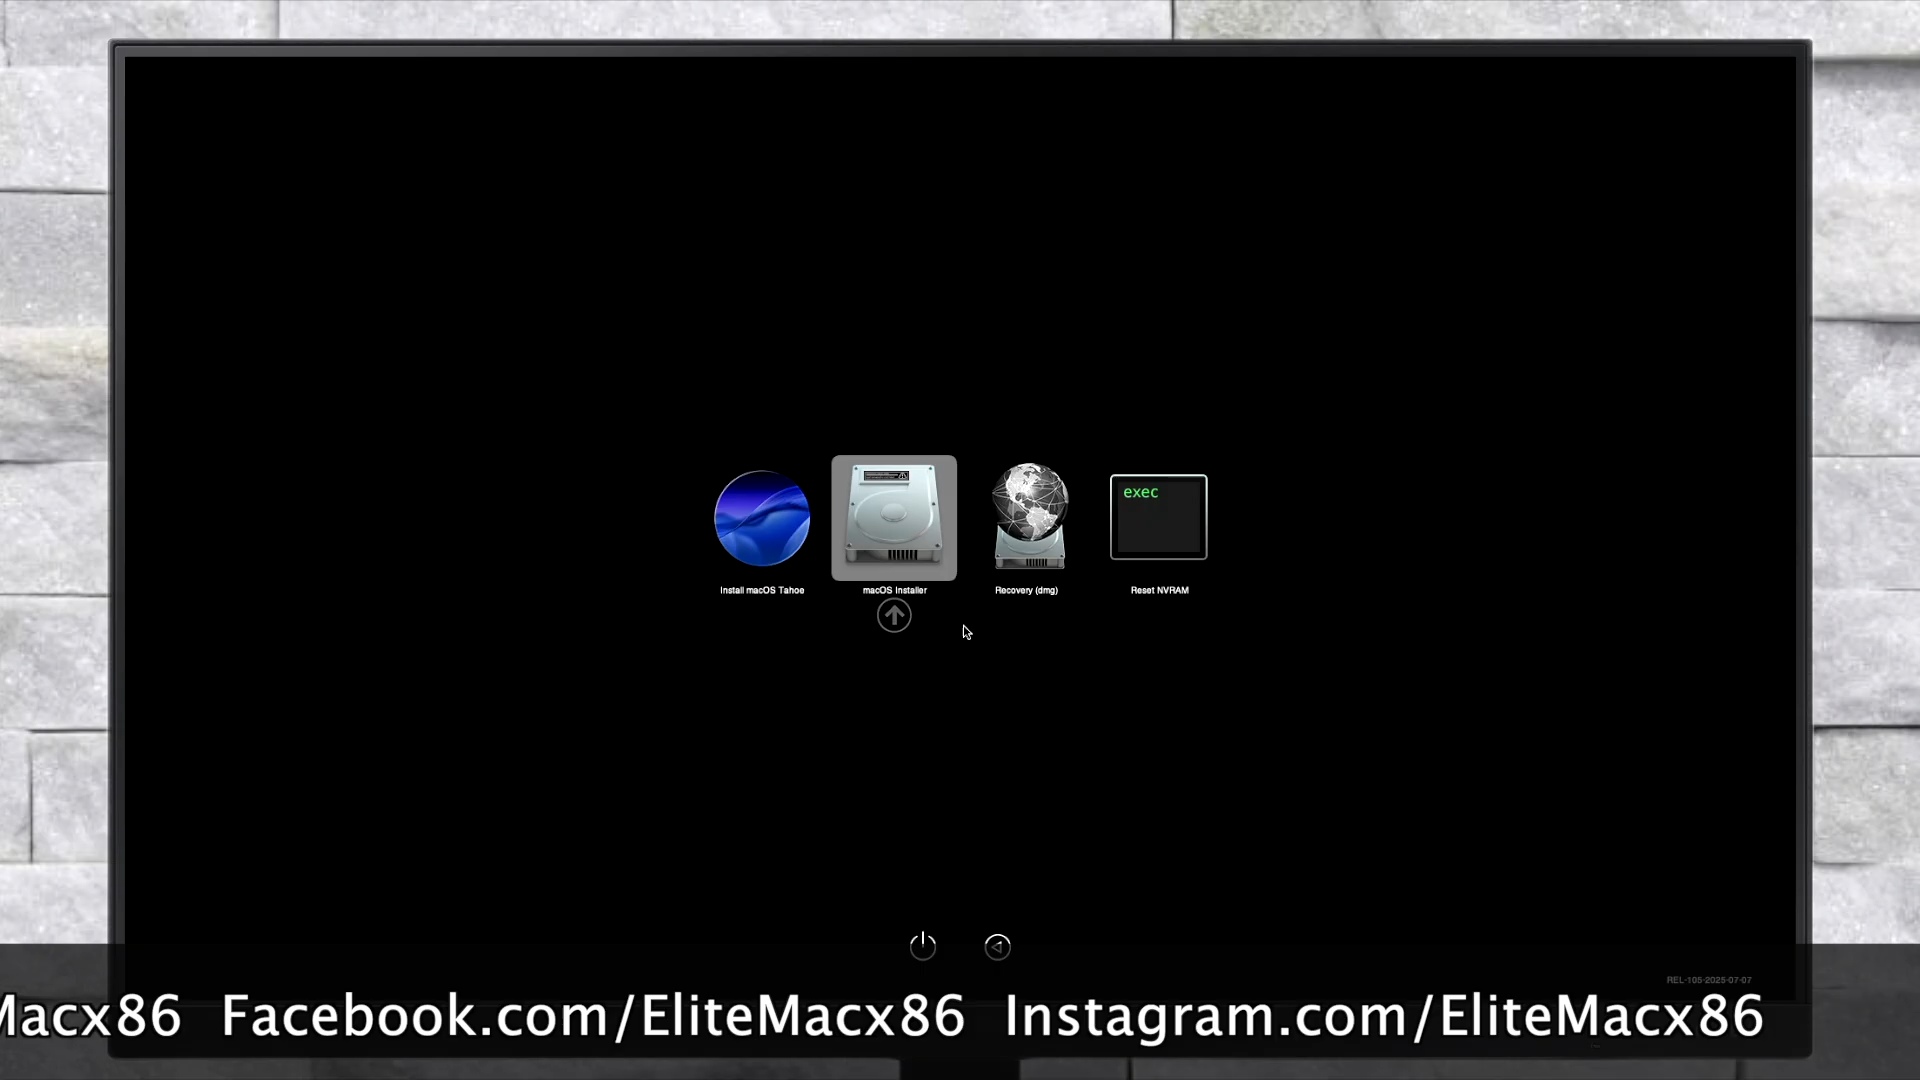 exec
Install macOS Tahoe
macOS Installer
Recovery (dmg)
Reset NVRAM
REL-105-2025-07-07
Macx86 Facebook.com/EliteMacx86 Instagram.com/EliteMacx86